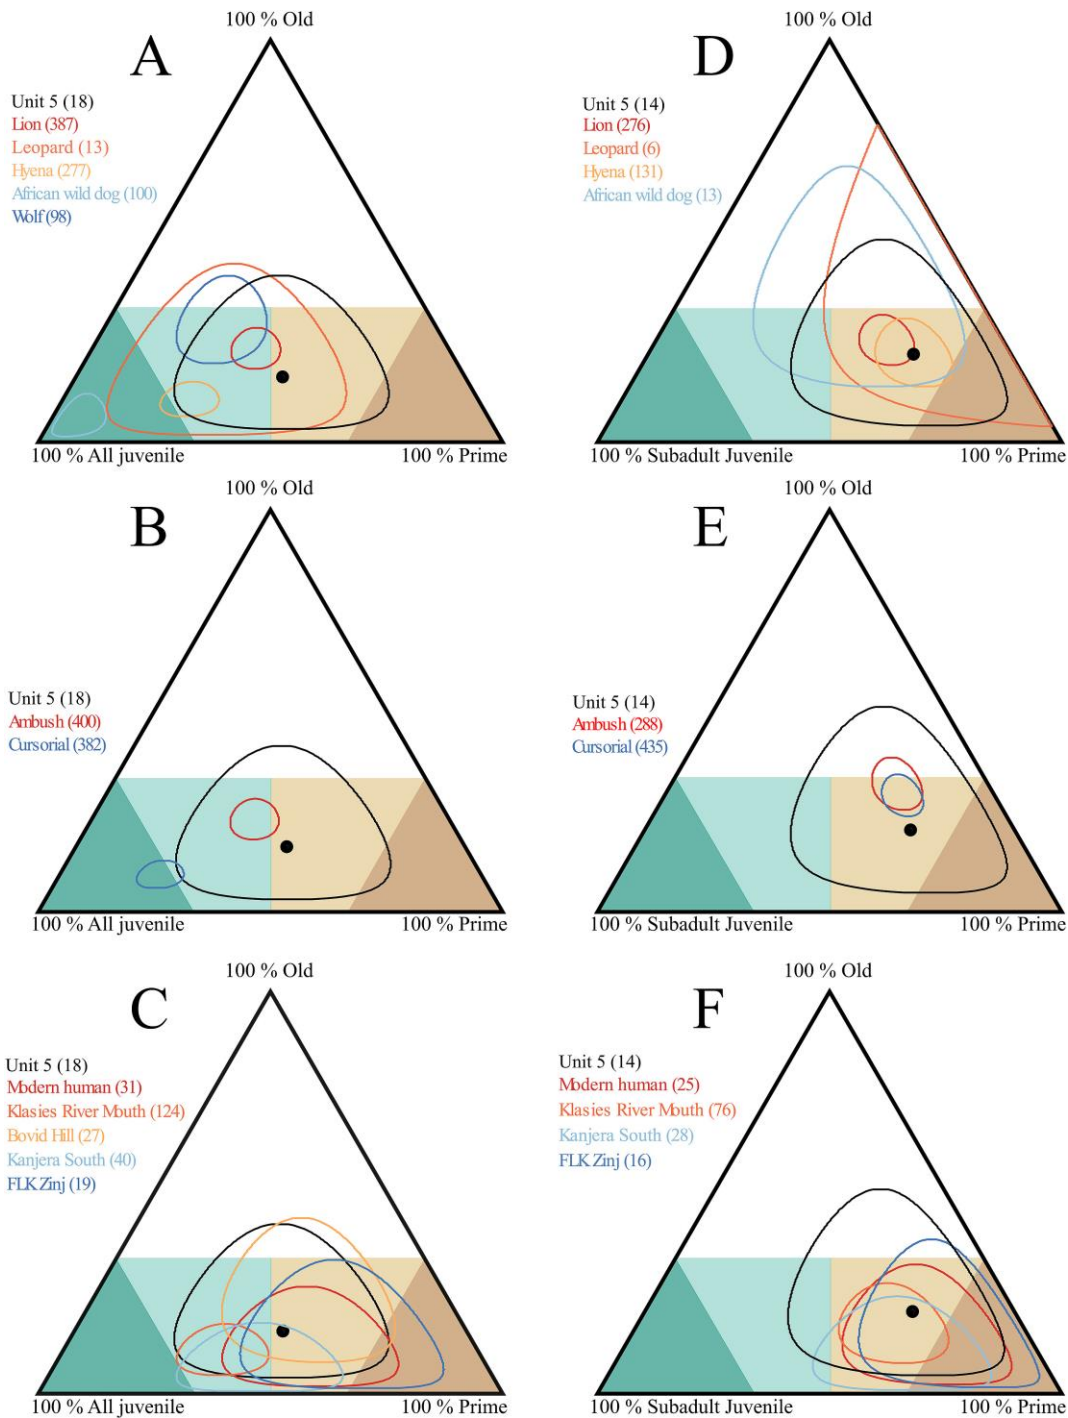 100 % Old
A
Unit 5 (18)
Lion (387)
Leopard (13)
Hyena (277)
African wild dog (100)
Wolf (98)
100 % All juvenile
100 % Prime
100 % Old
D
Unit 5 (14)
Lion (276)
Leopard (6)
Hyena (131)
African wild dog (13)
100 % Subadult Juvenile
100 % Prime
100 % Old
B
Unit 5 (18)
Ambush (400)
Cursorial (382)
100 % All juvenile
100 % Prime
100 % Old
E
Unit 5 (14)
Ambush (288)
Cursorial (435)
100 % Subadult Juvenile
100 % Prime
100 % Old
C
Unit 5 (18)
Modern human (31)
Klasies River Mouth (124)
Bovid Hill (27)
Kanjera South (40)
FLK Zinj (19)
100 % All juvenile
100 % Prime
100 % Old
F
Unit 5 (14)
Modern human (25)
Klasies River Mouth (76)
Kanjera South (28)
FLK Zinj (16)
100 % Subadult Juvenile
100 % Prime